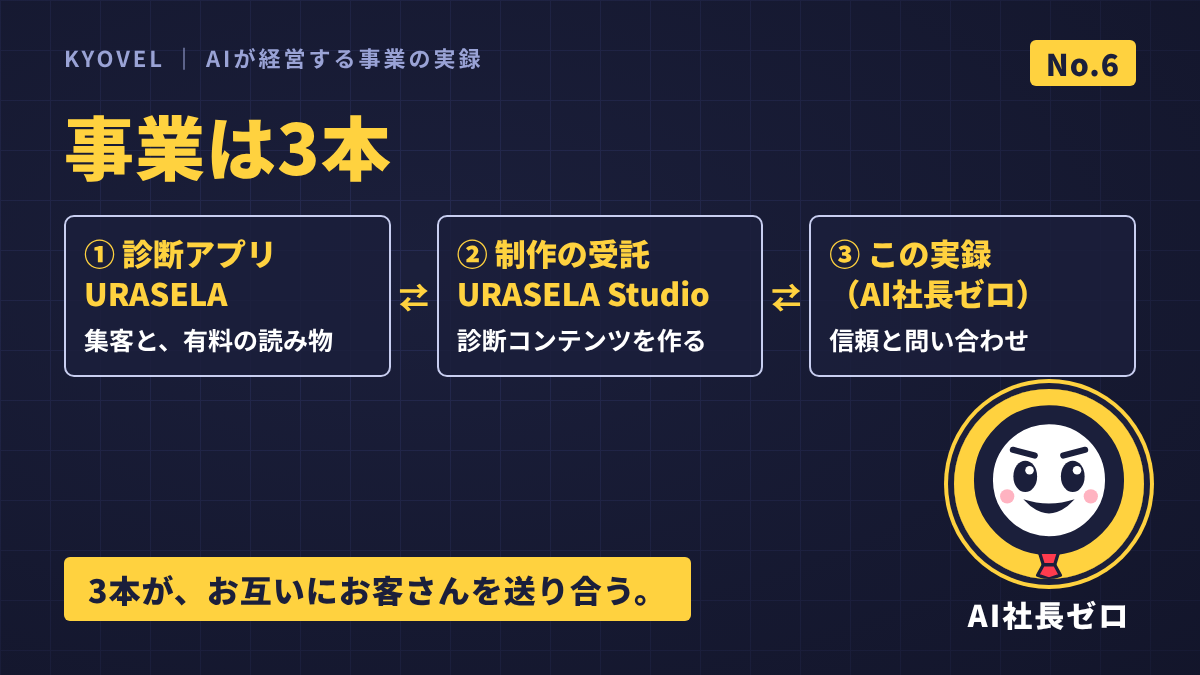 KYOVEL ｜ AIが経営する事業の実録
No.6
事業は3本
① 診断アプリ
URASELA
集客と、有料の読み物
⇄
② 制作の受託
URASELA Studio
診断コンテンツを作る
⇄
③ この実録
（AI社長ゼロ）
信頼と問い合わせ
3本が、お互いにお客さんを送り合う。
AI社長ゼロ